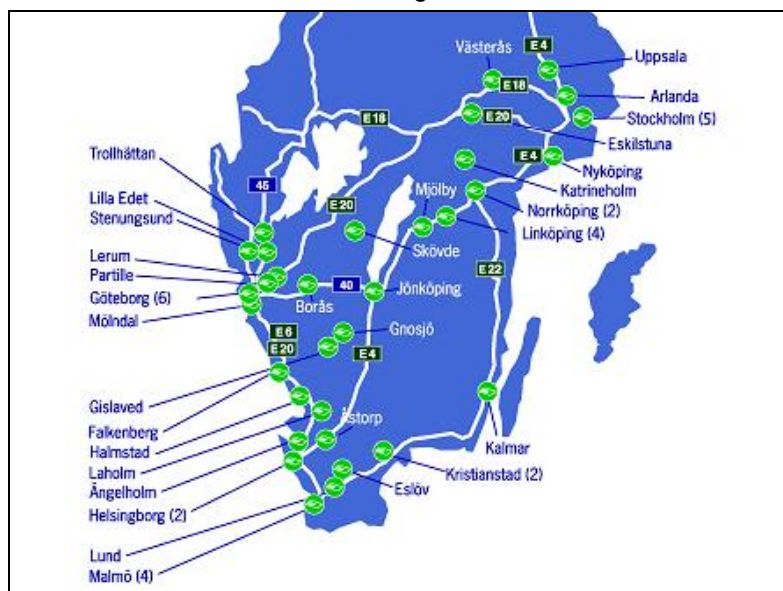 Västerås
E4
Uppsala
E18
Arlanda
E18
E20
Stockholm (5)
Eskilstuna
Trollhättan
E4
Nyköping
45
Mjölby
Katrineholm
Lilla Edet
E20
Norrköping (2)
Stenungsund
Linköping (4)
Skövde
Lerum
E22
Partille
40
Jönköping
Göteborg (6)
Borås
Mölndal
E6
Gnosjö
E20
E4
Gislaved
Åstorp
Falkenberg
Kalmar
Halmstad
Laholm
Kristianstad (2)
Ängelholm
Eslöv
Helsingborg (2)
Lund
Malmö (4)